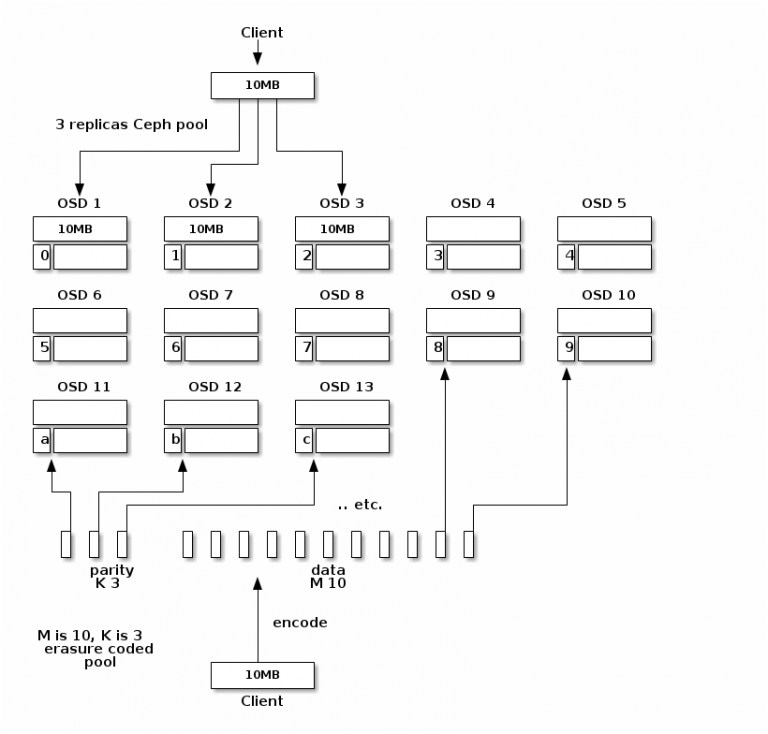 Client
10MB
3 replicas Ceph pool
OSD 1 OSD 2 OSD 3 OSD 4 OSD 5
10MB 10MB 10MB
0 1 2 3 4
OSD 6 OSD 7 OSD 8 OSD 9 OSD 10
5 6 7 8 9
OSD 11 OSD 12 OSD 13
a b c
.. etc.
parity data
K 3 M 10
encode
M is 10, K is 3
erasure coded
pool
10MB
Client